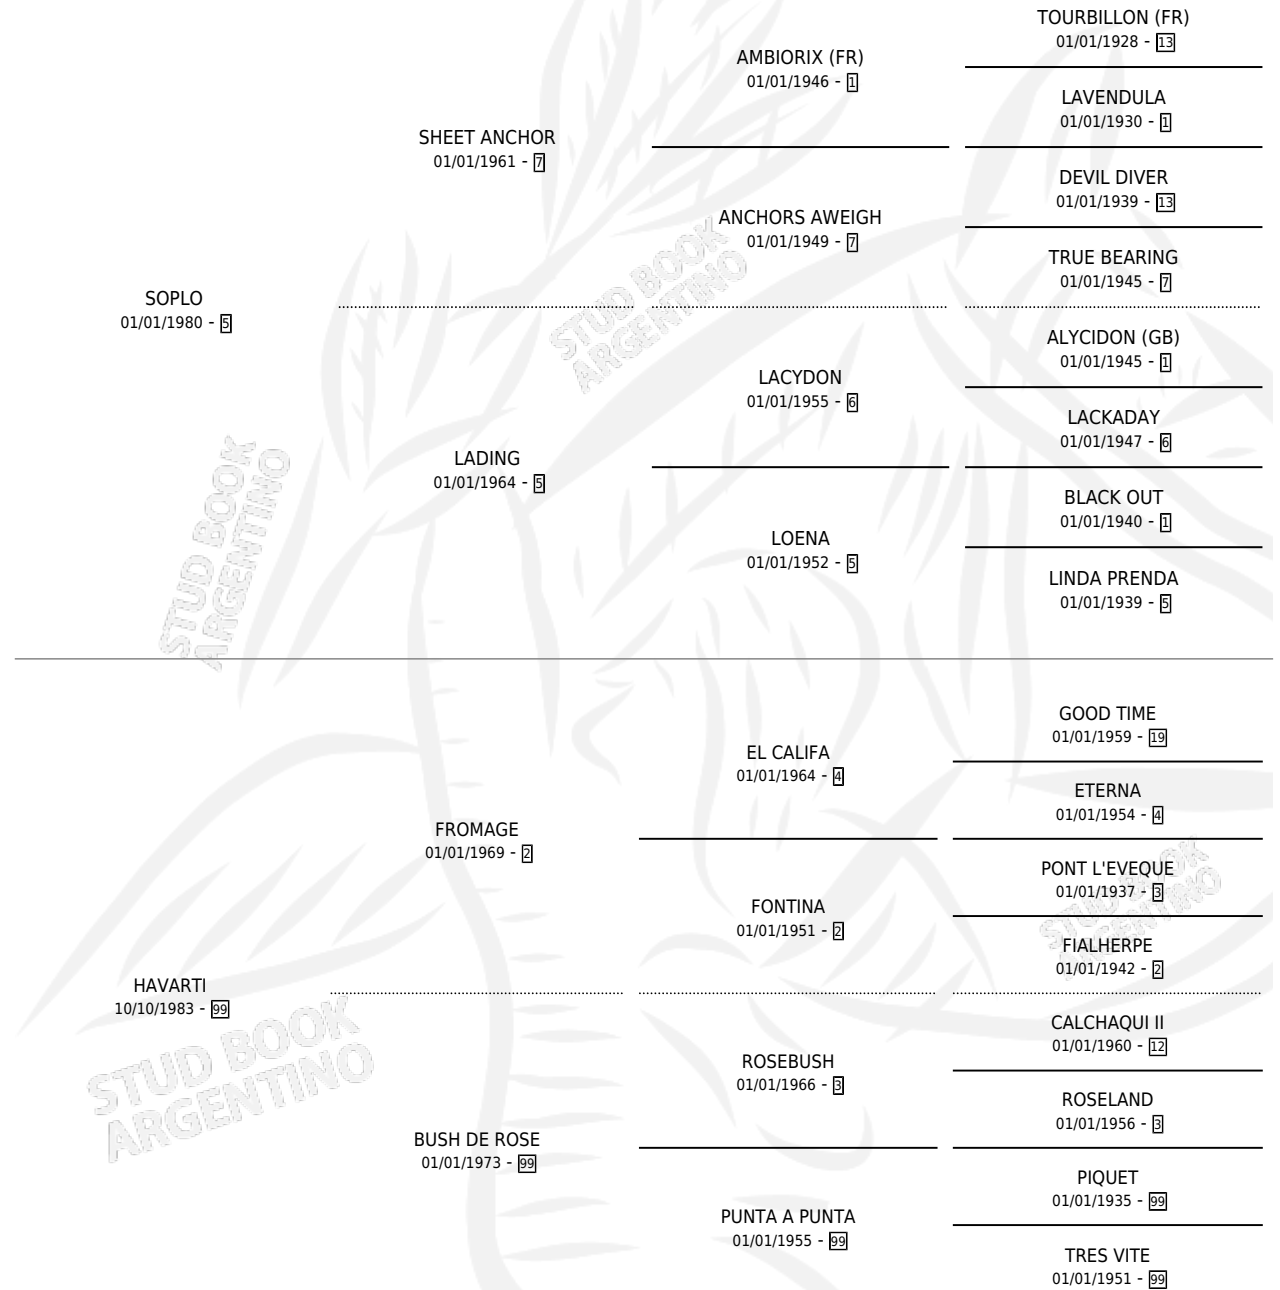 TOURBILLON (FR)
01/01/1928 - 13
AMBIORIX (FR)
01/01/1946 - 1
LAVENDULA
01/01/1930 - 1
SHEET ANCHOR
01/01/1961 - 7
DEVIL DIVER
01/01/1939 - 13
ANCHORS AWEIGH
01/01/1949 - 7
TRUE BEARING
01/01/1945 - 7
SOPLO
01/01/1980 - 5
STUD BOOK
ARGENTINO
ALYCIDON (GB)
01/01/1945 - 1
LACYDON
01/01/1955 - 6
LACKADAY
01/01/1947 - 6
LADING
01/01/1964 - 5
BLACK OUT
01/01/1940 - 1
LOENA
01/01/1952 - 5
LINDA PRENDA
01/01/1939 - 5
STUD BOOK
ARGENTINO
GOOD TIME
01/01/1959 - 19
EL CALIFA
01/01/1964 - 4
ETERNA
01/01/1954 - 4
FROMAGE
01/01/1969 - 2
PONT L'EVEQUE
01/01/1937 - 3
FONTINA
01/01/1951 - 2
STUD BOOK
ARGENTINO
FIALHERPE
01/01/1942 - 2
HAVARTI
10/10/1983 - 99
CALCHAQUI II
01/01/1960 - 12
ROSEBUSH
01/01/1966 - 3
STUD BOOK
ARGENTINO
ROSELAND
01/01/1956 - 3
BUSH DE ROSE
01/01/1973 - 99
PIQUET
01/01/1935 - 99
PUNTA A PUNTA
01/01/1955 - 99
TRES VITE
01/01/1951 - 99